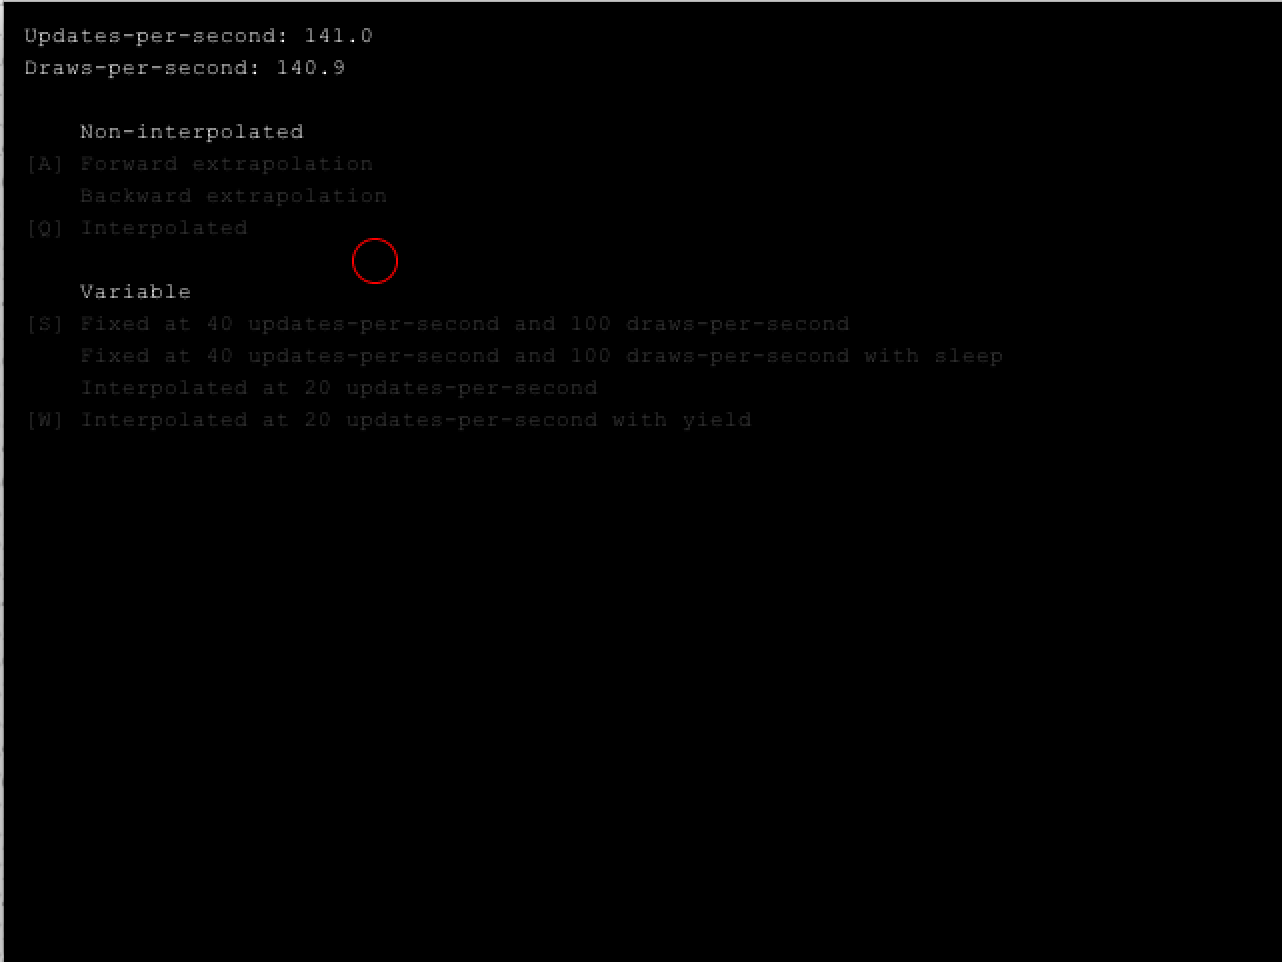 Updates-per-second: 141.0
Draws-per-second: 140.9
Non-interpolated
[A] Forward extrapolation
Backward extrapolation
[Q] Interpolated
Variable
[S] Fixed at 40 updates-per-second and 100 draws-per-second
Fixed at 40 updates-per-second and 100 draws-per-second with sleep
Interpolated at 20 updates-per-second
[W] Interpolated at 20 updates-per-second with yield